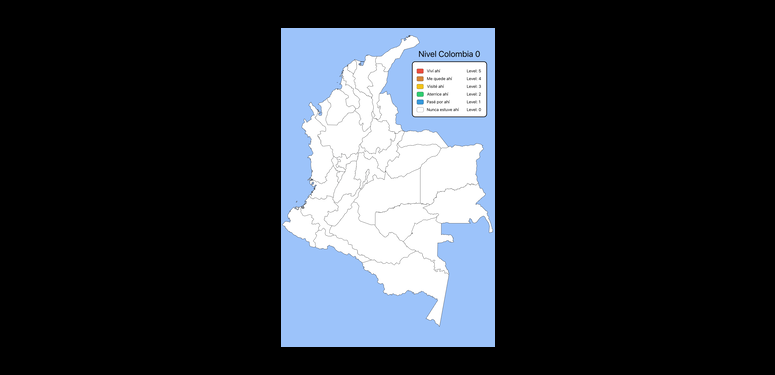 Nivel Colombia 0
Viví ahí Level: 5
Me quede ahí Level: 4
Visité ahí Level: 3
Aterrice ahí Level: 2
Pasé por ahí Level: 1
Nunca estuve ahí Level: 0